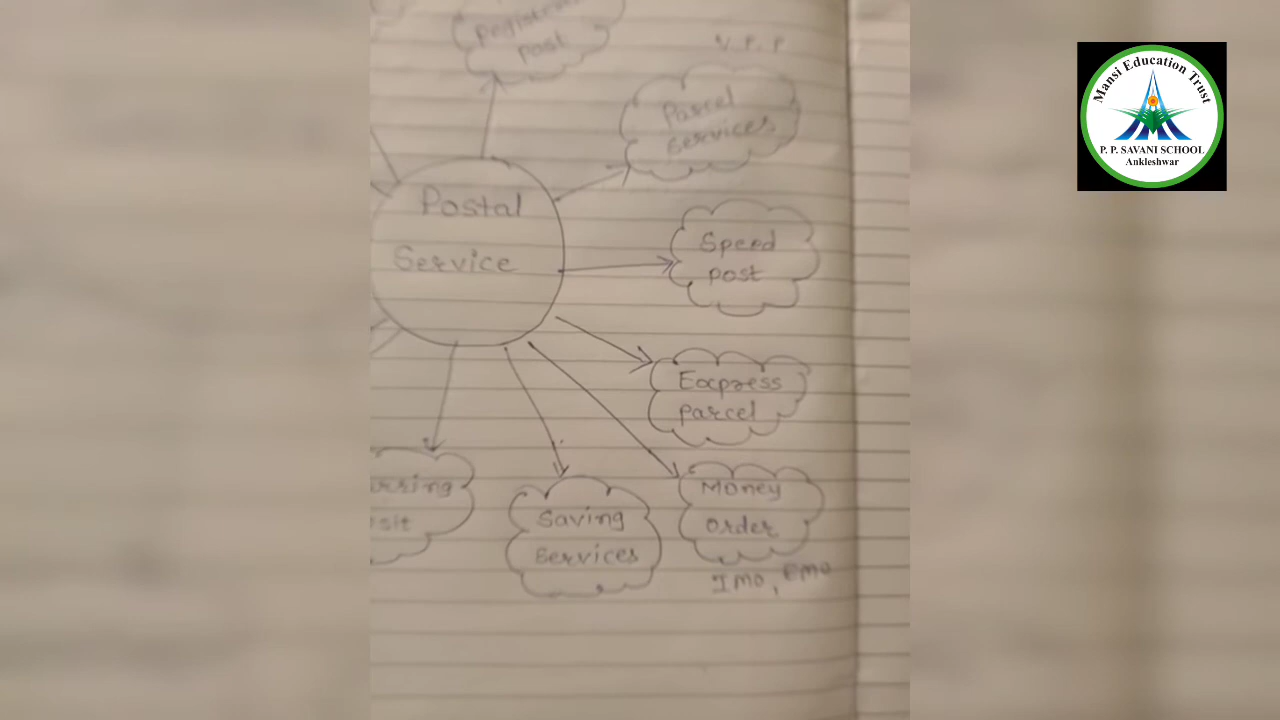 Post
V. P. P
Parcel
Services
Postal
Service
Speed
post
Express
parcel
Money
Order
IMO, EMO
Saving
Services
Mansi Education Trust
P. P. SAVANI SCHOOL
Ankleshwar